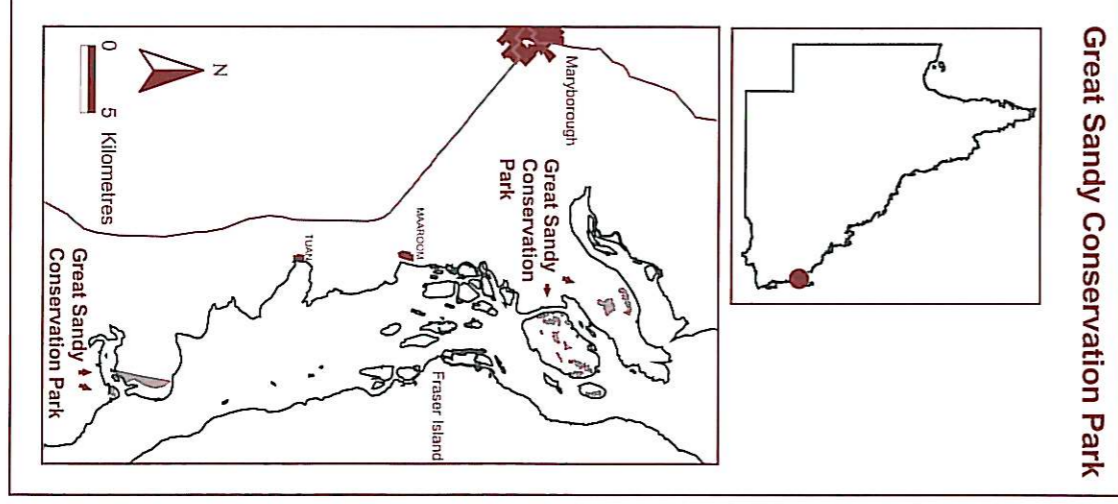 Great Sandy Conservation Park
Maryborough
Great Sandy
Conservation
Park
MAAROOM
TUAN
Fraser Island
Great Sandy
Conservation Park
N
0 5 Kilometres